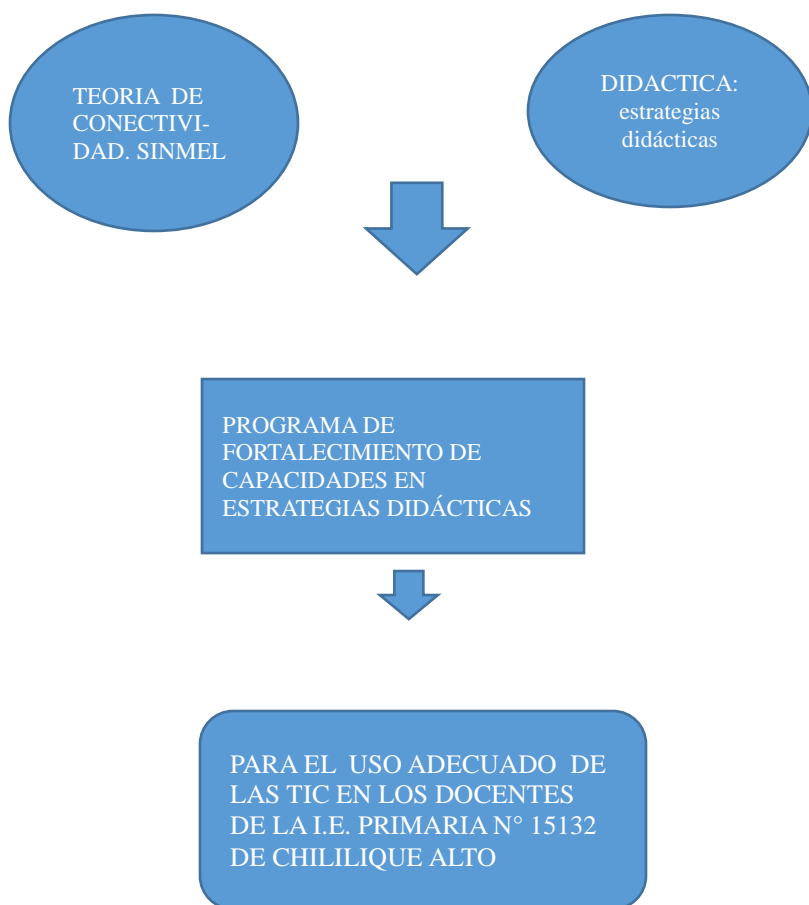 TEORIA DE
CONECTIVI-
DAD. SINMEL
DIDACTICA:
estrategias
didácticas
PROGRAMA DE
FORTALECIMIENTO DE
CAPACIDADES EN
ESTRATEGIAS DIDÁCTICAS
PARA EL USO ADECUADO DE
LAS TIC EN LOS DOCENTES
DE LA I.E. PRIMARIA N° 15132
DE CHILILIQUE ALTO